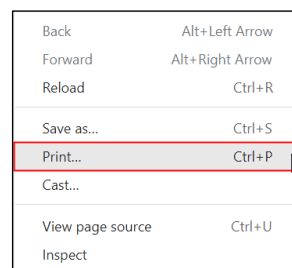 Back Alt+Left Arrow
Forward Alt+Right Arrow
Reload Ctrl+R
Save as... Ctrl+S
Print... Ctrl+P
Cast...
View page source Ctrl+U
Inspect